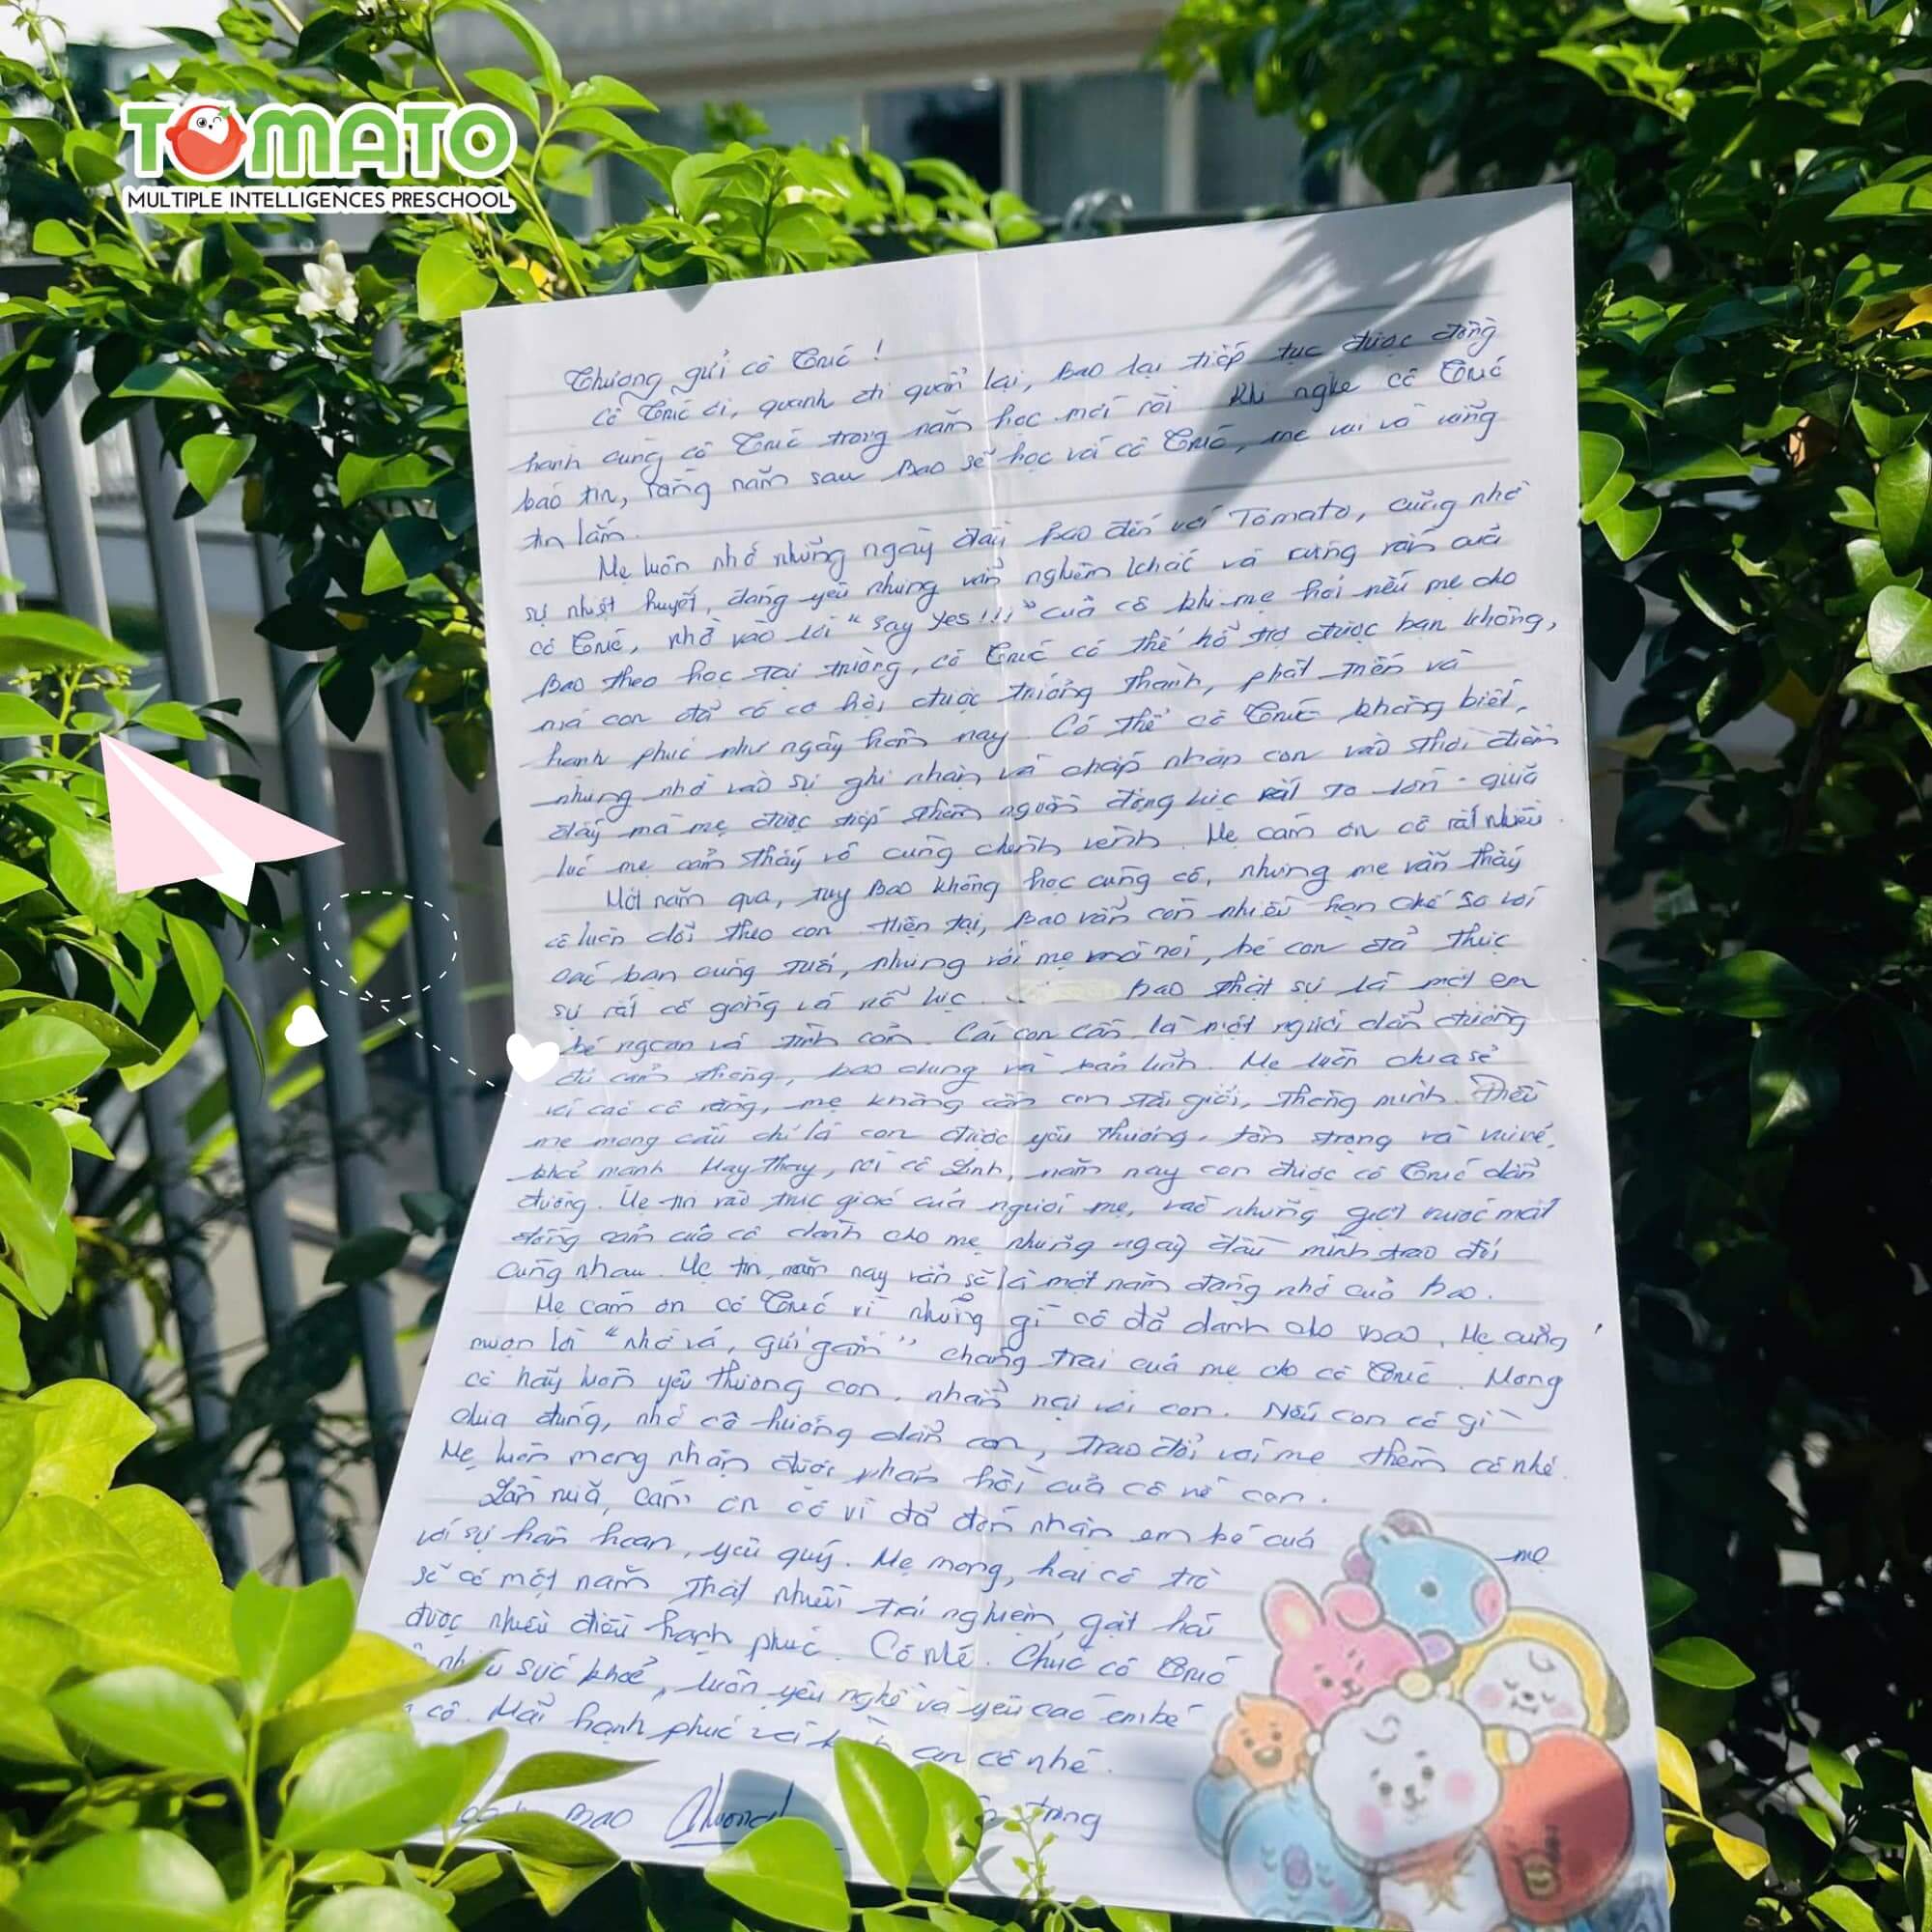 TOMATO
MULTIPLE INTELLIGENCES PRESCHOOL
Thương gửi cô Trúc!
Cô Trúc ơi, quanh đi quẩn lại, Bảo lại tiếp tục được đồng
hành cùng cô Trúc trong năm học mới rồi. Khi nghe cô Trúc
báo tin, rằng năm sau Bảo sẽ học với cô Trúc, mẹ vui và vững
tin lắm.
Mẹ luôn nhớ những ngày đầu Bảo đến với Tomato, cũng nhờ
sự nhiệt huyết, đáng yêu nhưng vẫn nghiêm khắc và cứng rắn của
cô Trúc, nhờ vào lời "Say Yes!!!" của cô khi mẹ hỏi nếu mẹ cho
Bảo theo học tại trường, cô Trúc có thể hỗ trợ được bạn không,
mà con đã có cơ hội được trưởng thành, phát triển và
hạnh phúc như ngày hôm nay. Có thể cô Trúc không biết,
nhưng nhờ vào sự ghi nhận và chấp nhận con vào thời điểm
đấy mà mẹ được tiếp thêm nguồn động lực rất to lớn - giữa
lúc mẹ cảm thấy vô cùng chênh vênh. Mẹ cảm ơn cô rất nhiều.
Một năm qua, tuy Bảo không học cùng cô, nhưng mẹ vẫn thấy
cô luôn dõi theo con. Hiện tại, Bảo vẫn còn nhiều hạn chế so với
các bạn cùng tuổi, nhưng với mẹ mà nói, bé con đã thực
sự rất cố gắng và nỗ lực. Bảo thật sự là một em
bé ngoan và tình cảm. Cái con cần, là một người dẫn đường
đủ cảm thông, bao dung và bản lĩnh. Mẹ luôn chia sẻ
với các cô rằng, mẹ không cần con tài giỏi, thông minh. Điều
mẹ mong cầu chỉ là con được yêu thương, tôn trọng và vui vẻ,
khoẻ mạnh. May thay, rời cô Linh, năm nay con được cô Trúc dẫn
đường. Mẹ tin vào trực giác của người mẹ, vào những giọt nước mắt
đồng cảm của cô dành cho mẹ những ngày đầu mình trao đổi
cùng nhau. Mẹ tin, năm nay vẫn sẽ là một năm đáng nhớ của Bảo.
Mẹ cảm ơn cô Trúc vì những gì cô đã dành cho Bảo. Mẹ cũng
mượn lời "nhờ vả, gửi gắm" chàng trai của mẹ cho cô Trúc. Mong
cô hãy luôn yêu thương con, nhẫn nại với con. Nếu con có gì
chưa đúng, nhờ cô hướng dẫn con, trao đổi với mẹ thêm cô nhé.
Mẹ luôn mong nhận được phản hồi của cô về con.
Lần nữa, cảm ơn cô vì đã đón nhận em bé của mẹ
với sự hân hoan, yêu quý. Mẹ mong, hai cô trò
sẽ có một năm thật nhiều trải nghiệm, gặt hái
được nhiều điều hạnh phúc. Cô nhé. Chúc cô Trúc
sức khoẻ, luôn yêu nghề và yêu các em bé
cô. Mãi hạnh phúc và an cô nhé.
Bảo